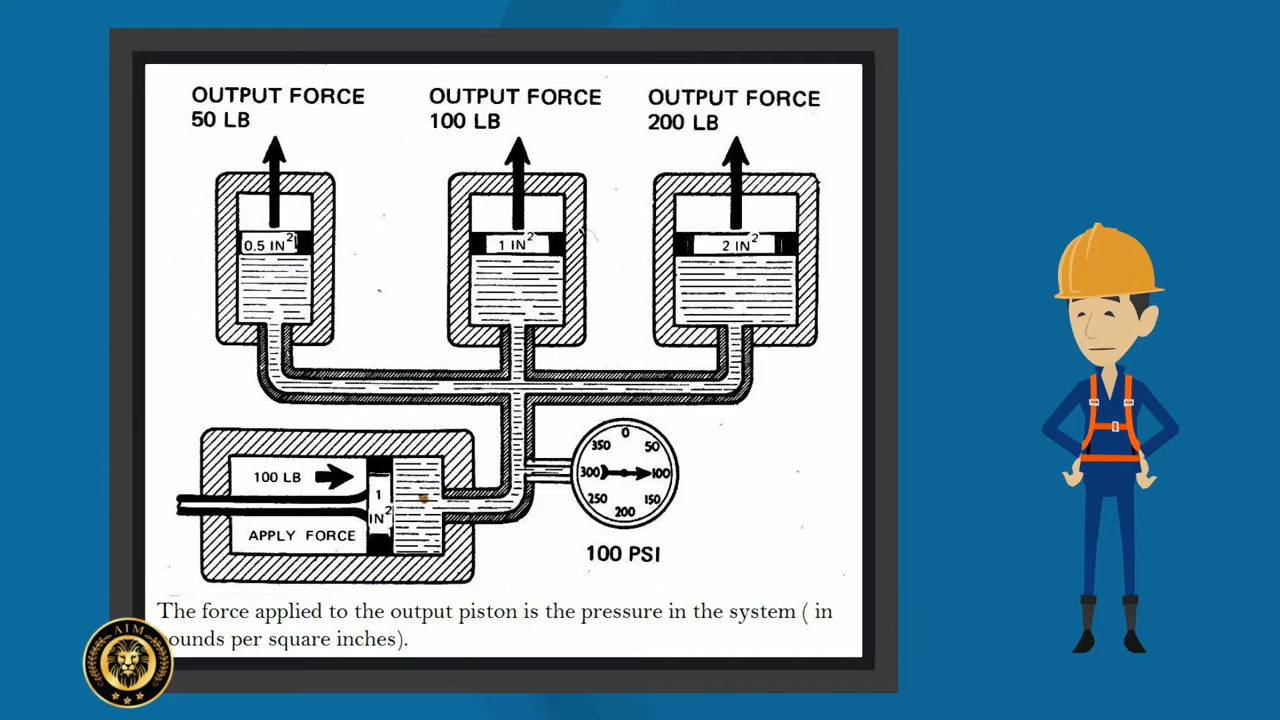 OUTPUT FORCE
50 LB
OUTPUT FORCE
100 LB
OUTPUT FORCE
200 LB
0.5 IN²
1 IN²
2 IN²
100 LB
1
IN²
APPLY FORCE
0
50
100
150
200
250
300
350
100 PSI
The force applied to the output piston is the pressure in the system ( in
ounds per square inches).
AIM